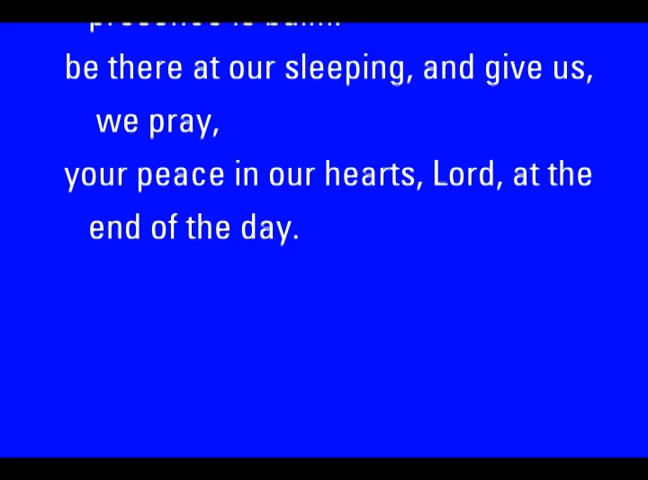 be there at our sleeping, and give us,
we pray,
your peace in our hearts, Lord, at the
end of the day.